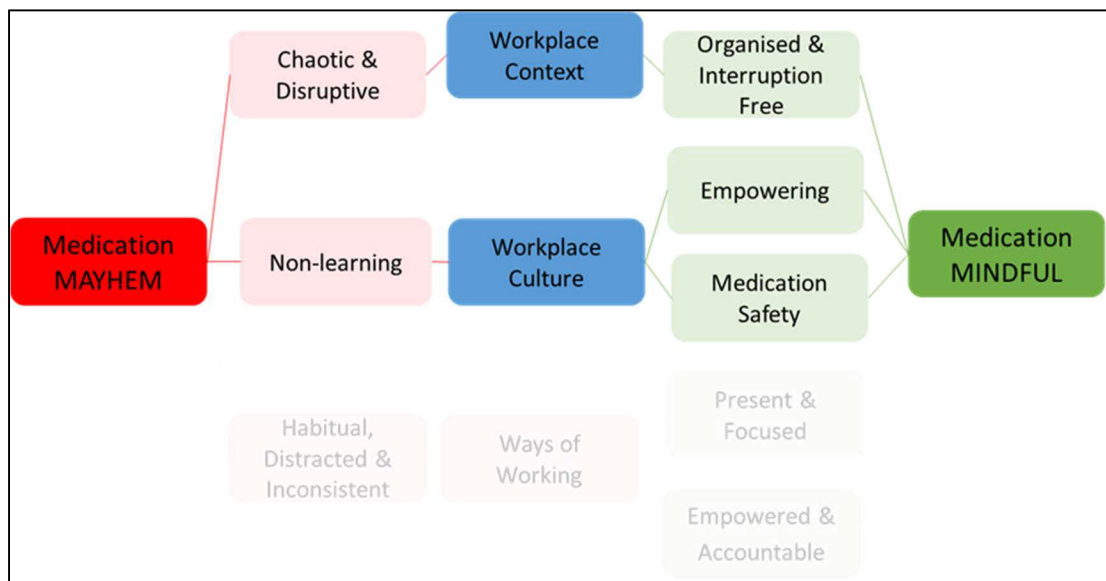 Chaotic &
Disruptive
Workplace
Context
Organised &
Interruption
Free
Empowering
Medication
MAYHEM
Non-learning
Workplace
Culture
Medication
Safety
Medication
MINDFUL
Habitual,
Distracted &
Inconsistent
Ways of
Working
Present &
Focused
Empowered &
Accountable